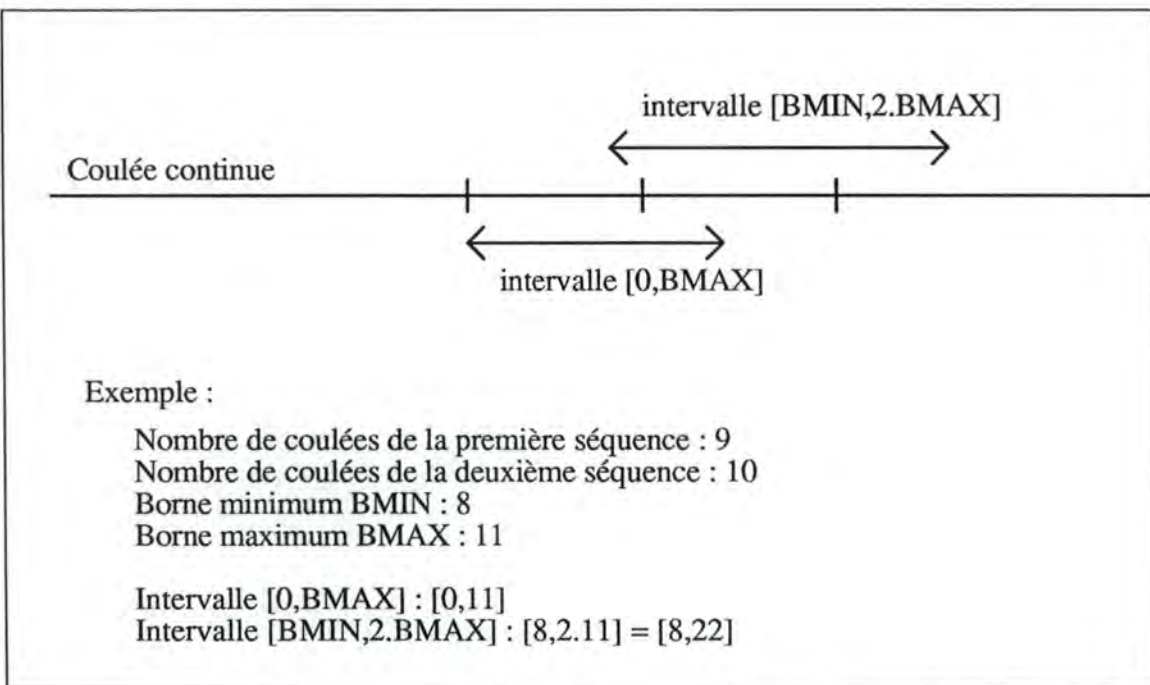 intervalle [BMIN,2.BMAX]
Coulée continue
intervalle [0,BMAX]
Exemple :
Nombre de coulées de la première séquence : 9
Nombre de coulées de la deuxième séquence : 10
Borne minimum BMIN : 8
Borne maximum BMAX : 11
Intervalle [0,BMAX] : [0,11]
Intervalle [BMIN,2.BMAX] : [8,2.11] = [8,22]